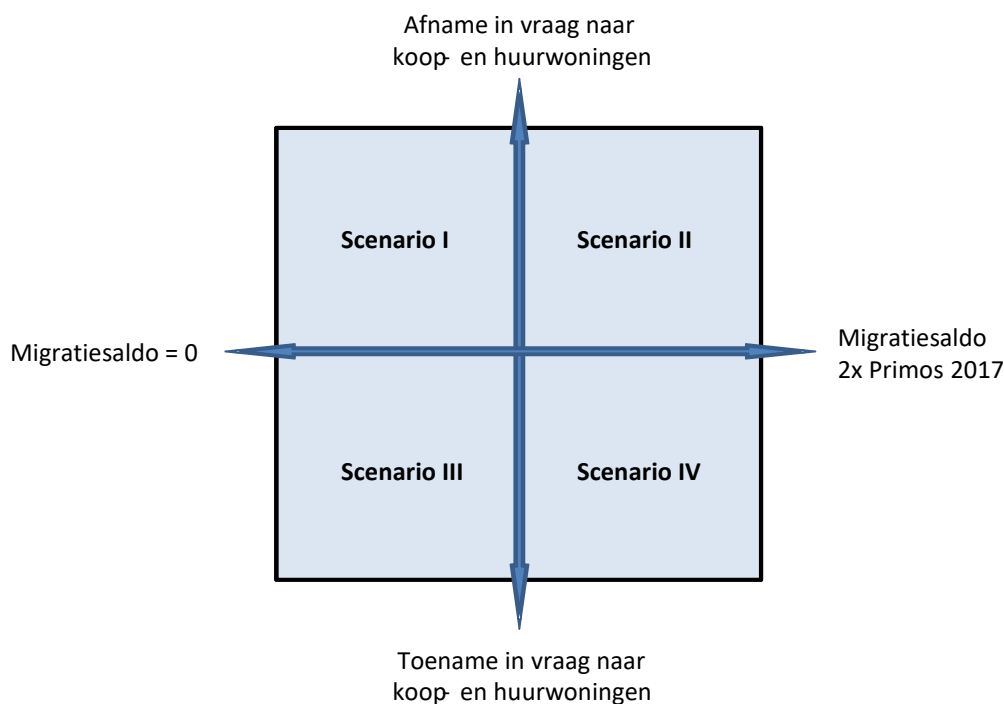 Afname in vraag naar
koop- en huurwoningen
Scenario I
Scenario II
Migratiesaldo = 0
Migratiesaldo
2x Primos 2017
Scenario III
Scenario IV
Toename in vraag naar
koop- en huurwoningen